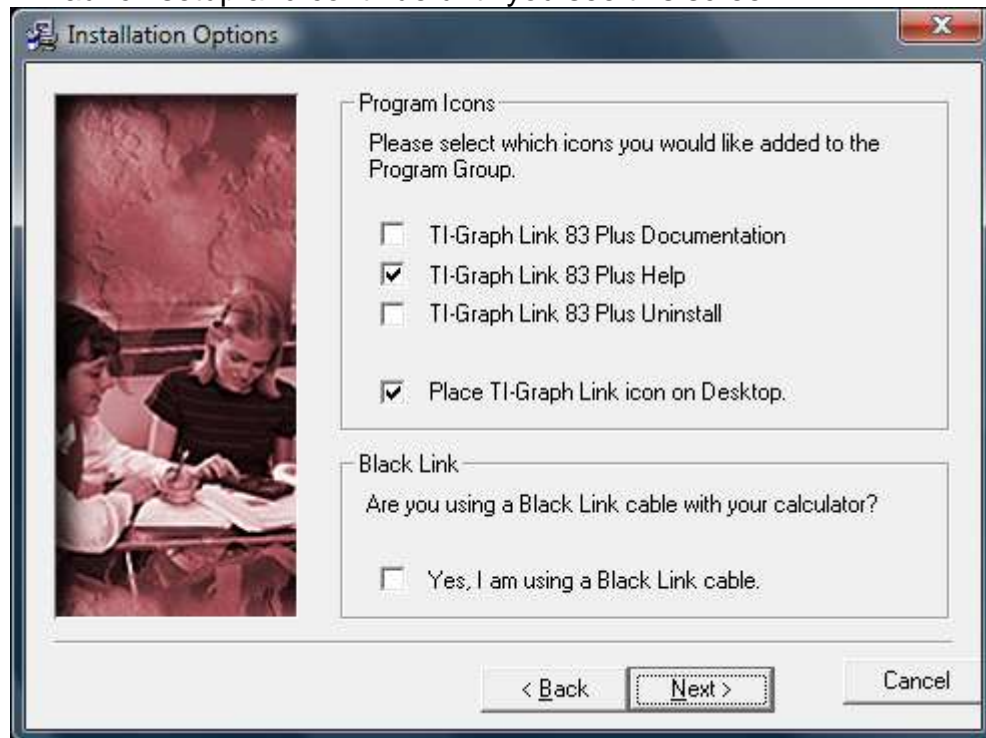 Installation Options
Program Icons
Please select which icons you would like added to the
Program Group.
TI-Graph Link 83 Plus Documentation
TI-Graph Link 83 Plus Help
TI-Graph Link 83 Plus Uninstall
Place TI-Graph Link icon on Desktop.
Black Link
Are you using a Black Link cable with your calculator?
Yes, I am using a Black Link cable.
< Back
Next >
Cancel